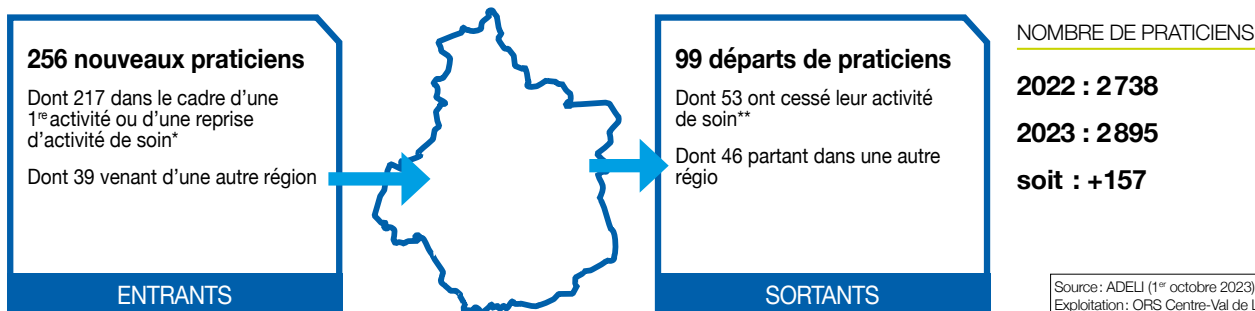 256 nouveaux praticiens
Dont 217 dans le cadre d'une
1re activité ou d'une reprise
d'activité de soin*
Dont 39 venant d'une autre région
ENTRANTS
99 départs de praticiens
Dont 53 ont cessé leur activité
de soin**
Dont 46 partant dans une autre
régio
SORTANTS
NOMBRE DE PRATICIENS
2022 : 2738
2023 : 2895
soit : +157
Source : ADELI (1er octobre 2023)
Exploitation : ORS Centre-Val de L